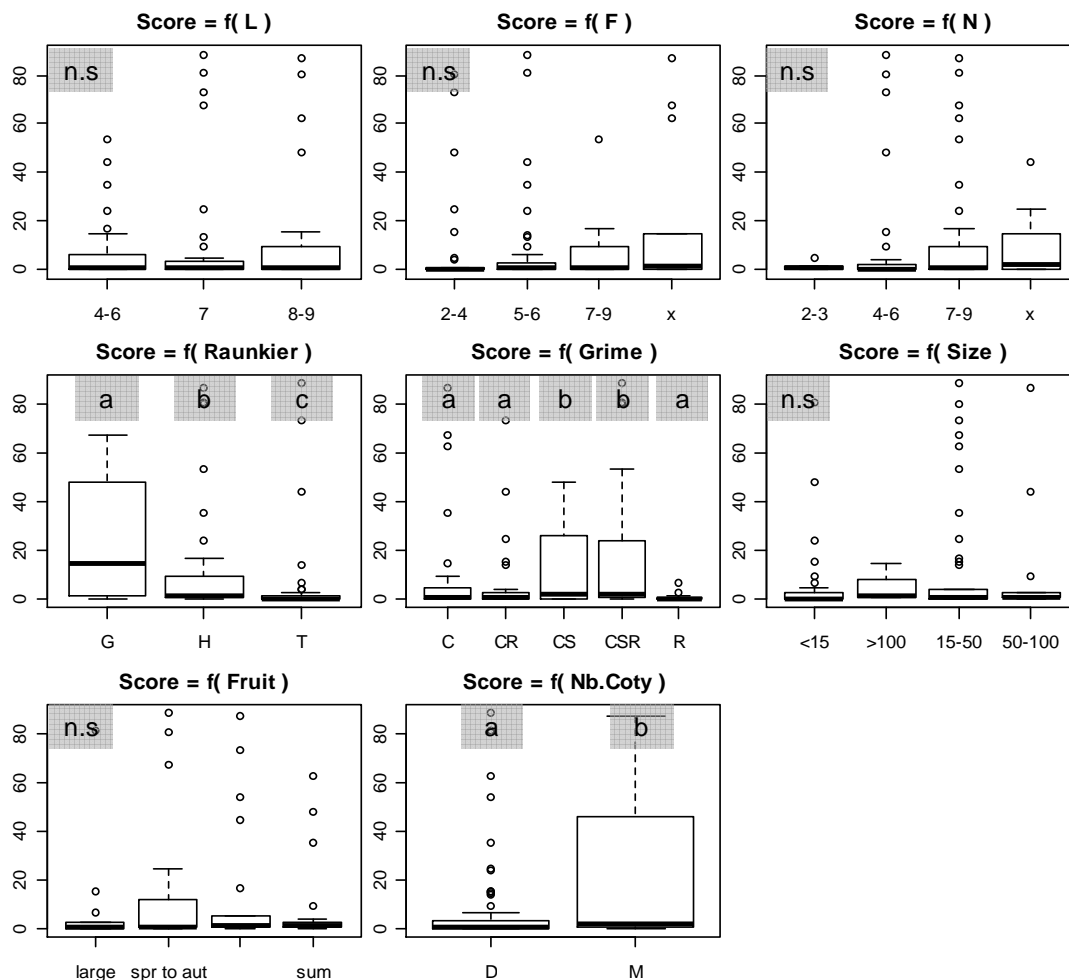 Score = f( L )
n.s
0 20 40 60 80
4-6 7 8-9
Score = f( F )
n.s
0 20 40 60 80
2-4 5-6 7-9 x
Score = f( N )
n.s
0 20 40 60 80
2-3 4-6 7-9 x
Score = f( Raunkier )
a b c
0 20 40 60 80
G H T
Score = f( Grime )
a a b b a
0 20 40 60 80
C CR CS CSR R
Score = f( Size )
n.s
0 20 40 60 80
<15 >100 15-50 50-100
Score = f( Fruit )
n.s
0 20 40 60 80
large spr to aut sum
Score = f( Nb.Coty )
a b
0 20 40 60 80
D M